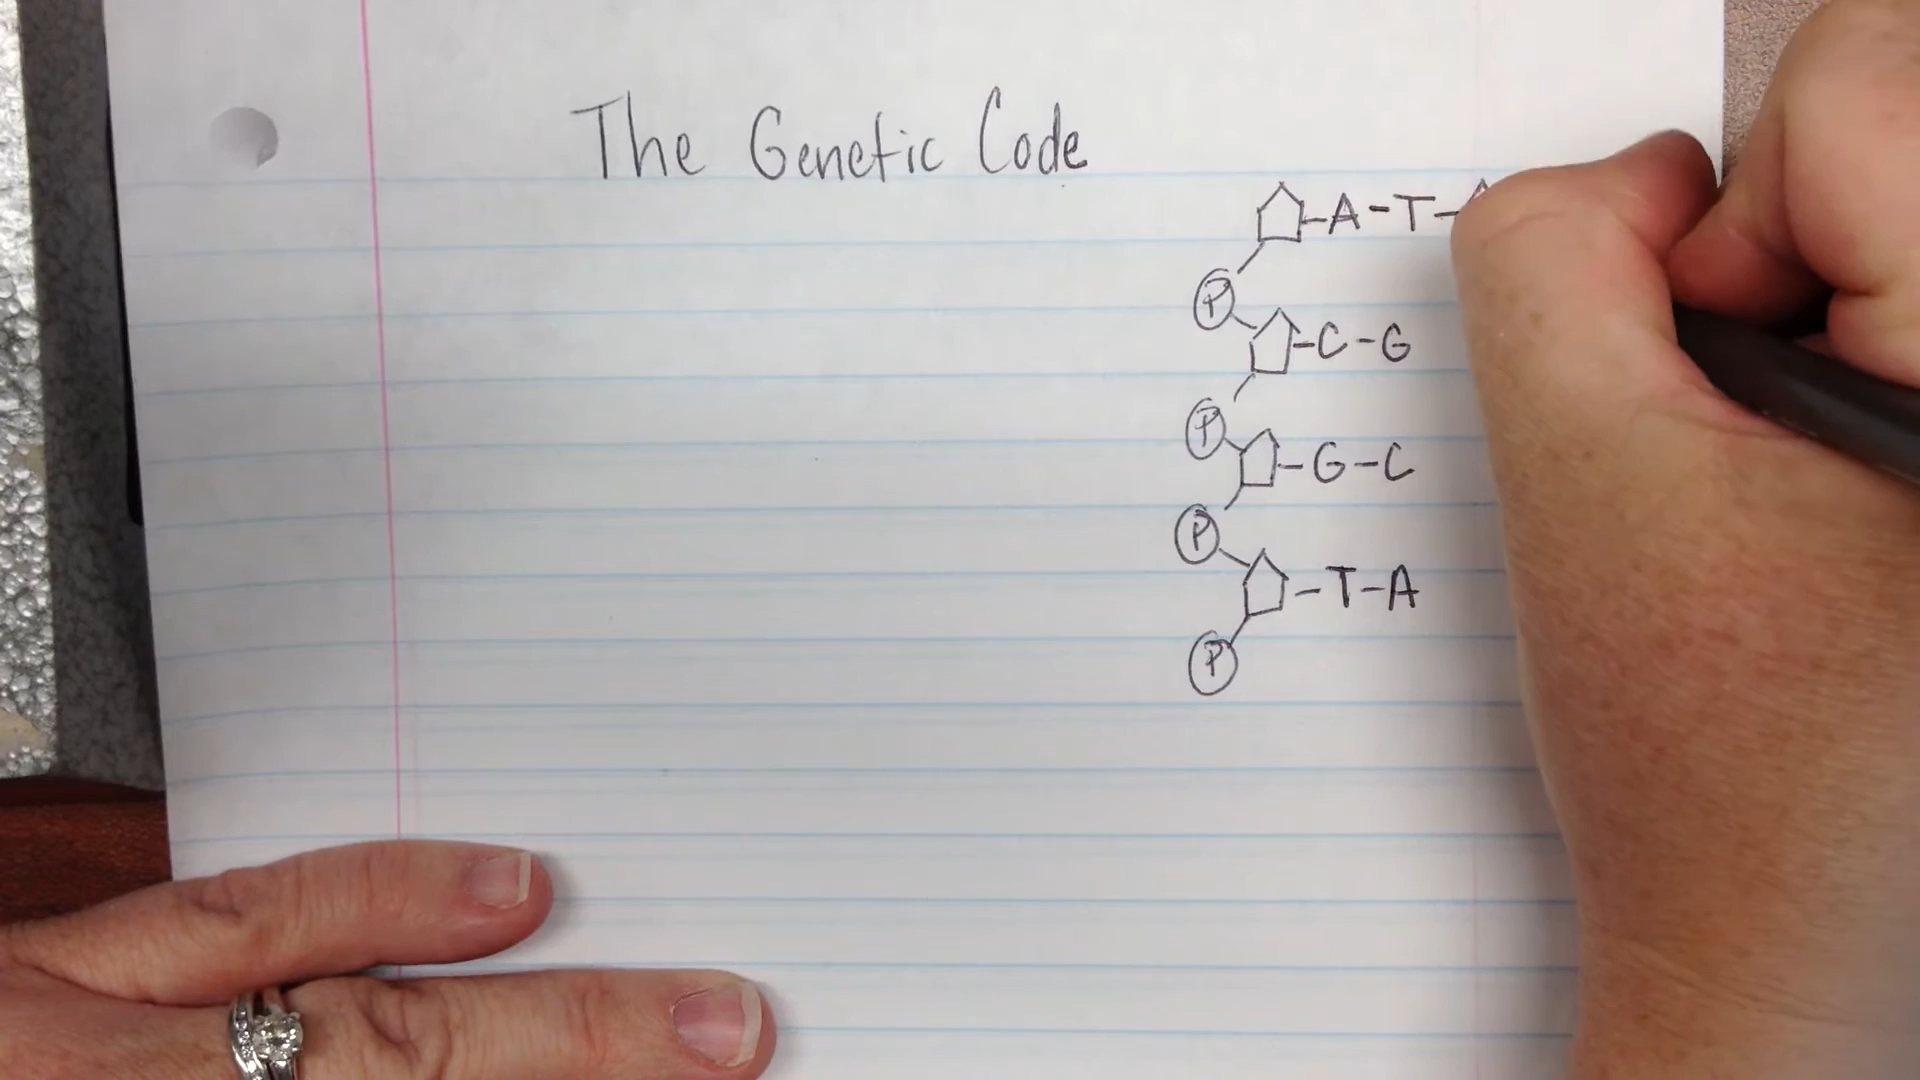 The Genetic Code
-A-T-
P
-C-G
P
-G-C
P
-T-A
P